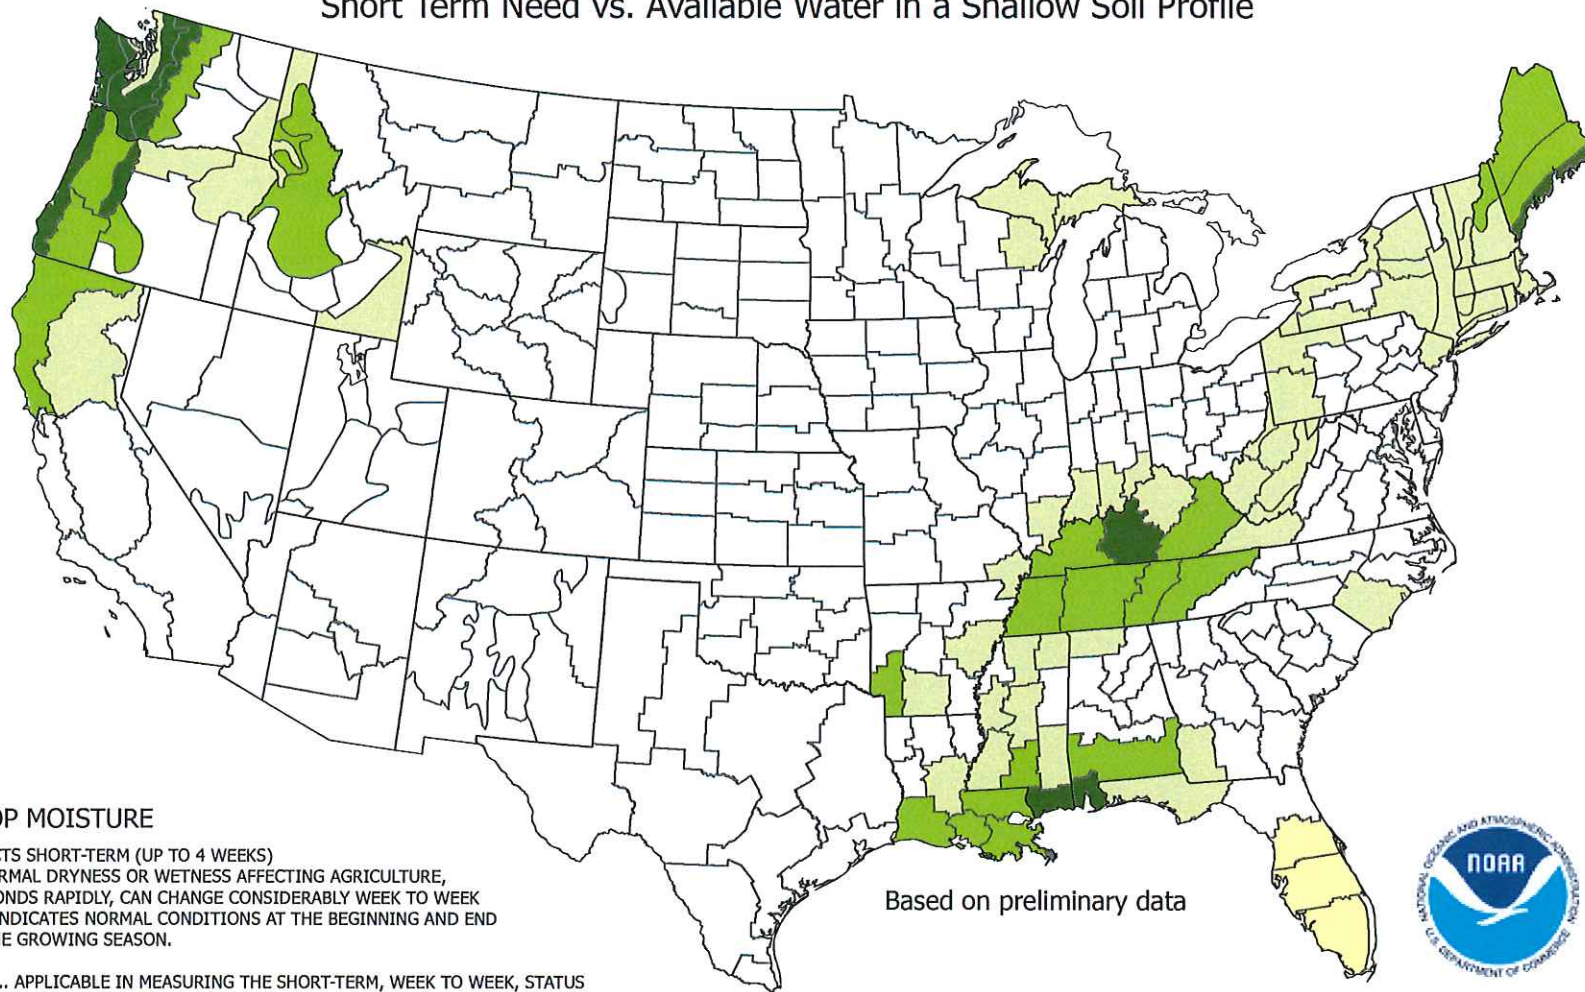 Short Term Need vs. Available Water in a Shallow Soil Profile
OP MOISTURE
CTS SHORT-TERM (UP TO 4 WEEKS)
RMAL DRYNESS OR WETNESS AFFECTING AGRICULTURE,
ONDS RAPIDLY, CAN CHANGE CONSIDERABLY WEEK TO WEEK
INDICATES NORMAL CONDITIONS AT THE BEGINNING AND END
E GROWING SEASON.
.. APPLICABLE IN MEASURING THE SHORT-TERM, WEEK TO WEEK, STATUS
Based on preliminary data
NATIONAL OCEANIC AND ATMOSPHERIC ADMINISTRATION
NOAA
U.S. DEPARTMENT OF COMMERCE